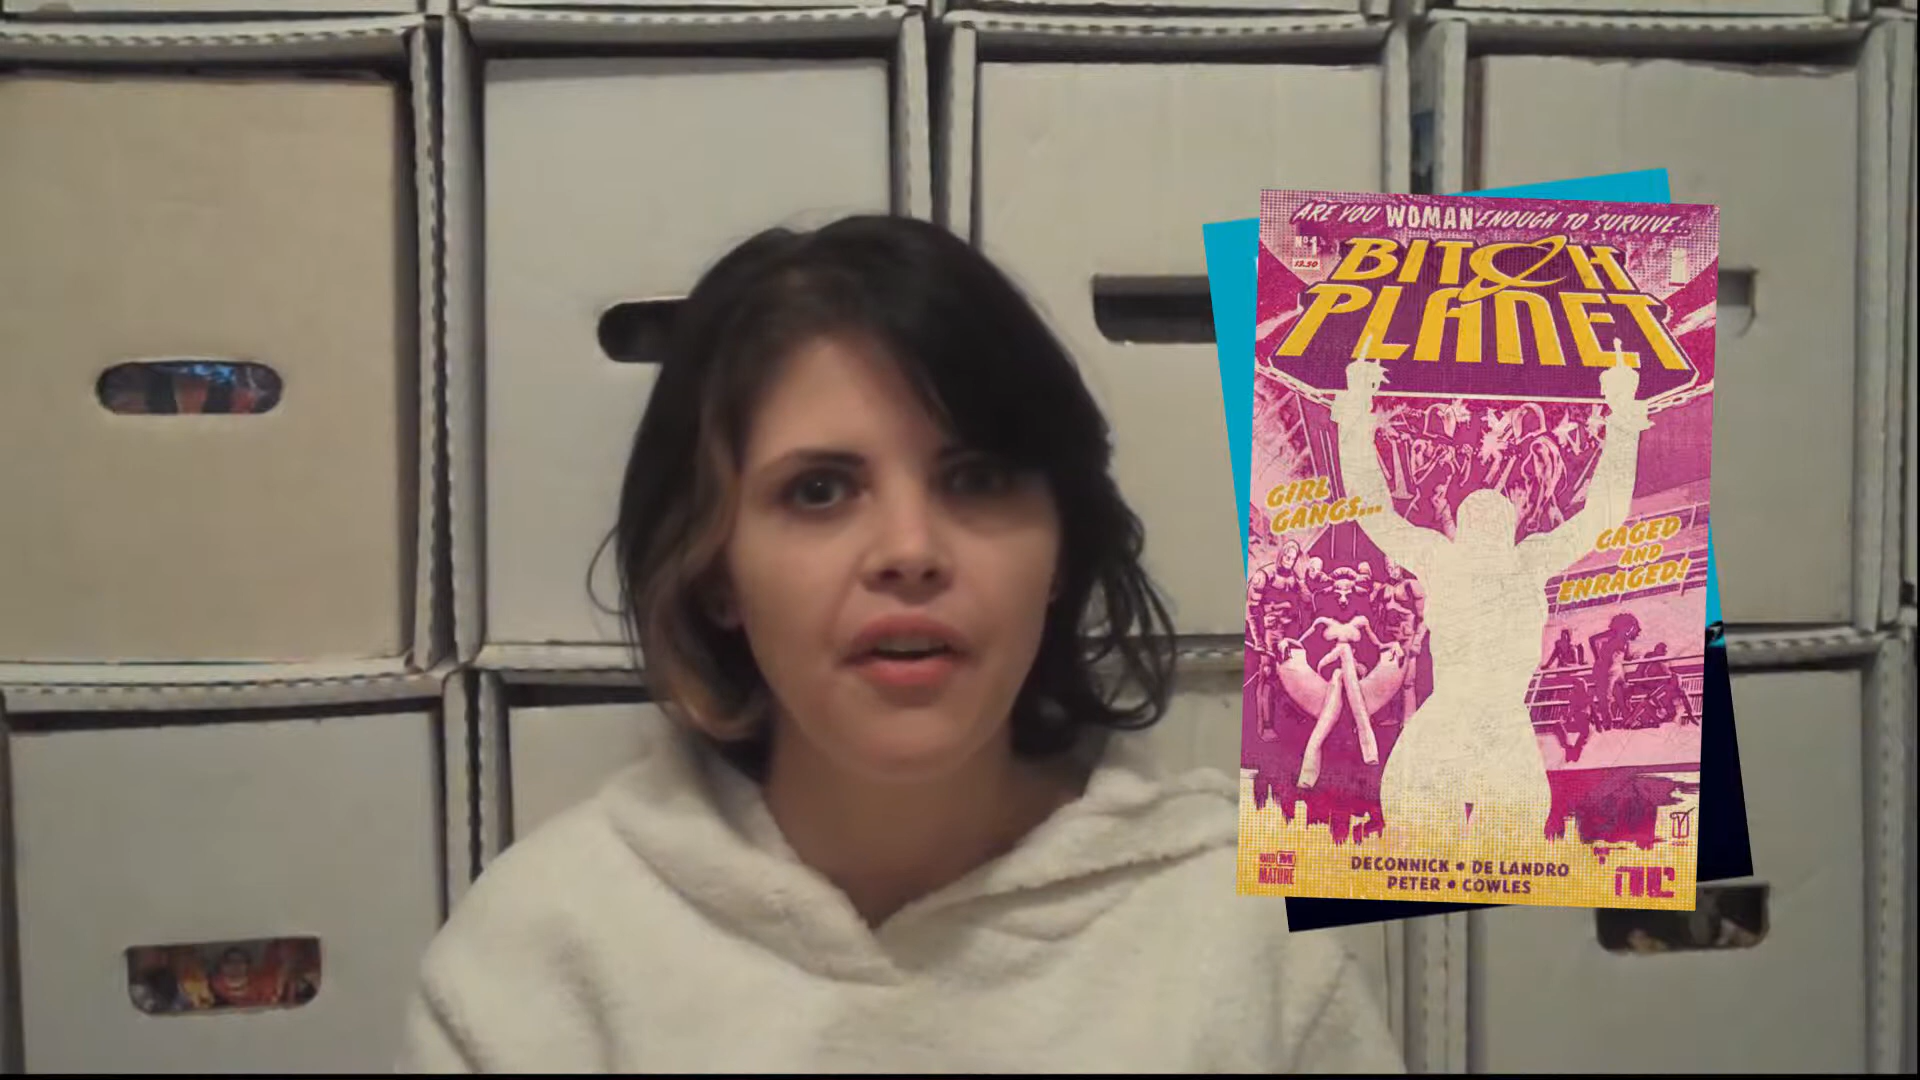 ARE YOU WOMAN ENOUGH TO SURVIVE...
Nº1
$3.50
BITCH
PLANET
GIRL
GANGS...
CAGED
AND
ENRAGED!
RATED M
MATURE
DECONNICK • DE LANDRO
PETER • COWLES